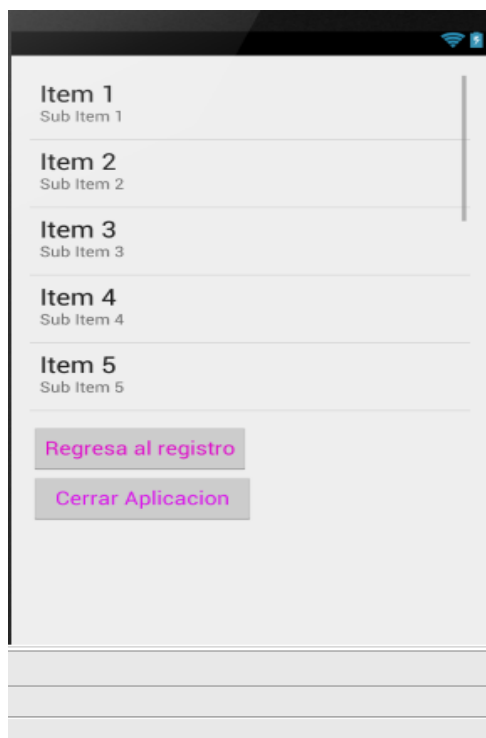 Item 1
Sub Item 1
Item 2
Sub Item 2
Item 3
Sub Item 3
Item 4
Sub Item 4
Item 5
Sub Item 5
Regresa al registro
Cerrar Aplicacion